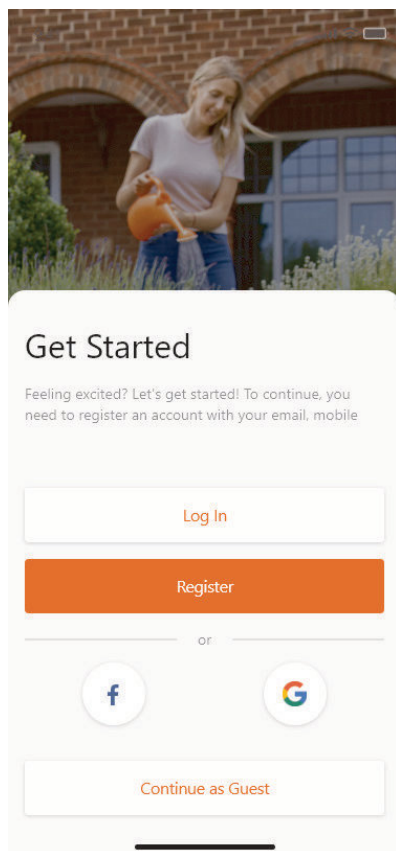 Get Started
Feeling excited? Let's get started! To continue, you
need to register an account with your email, mobile
Log In
Register
or
Continue as Guest